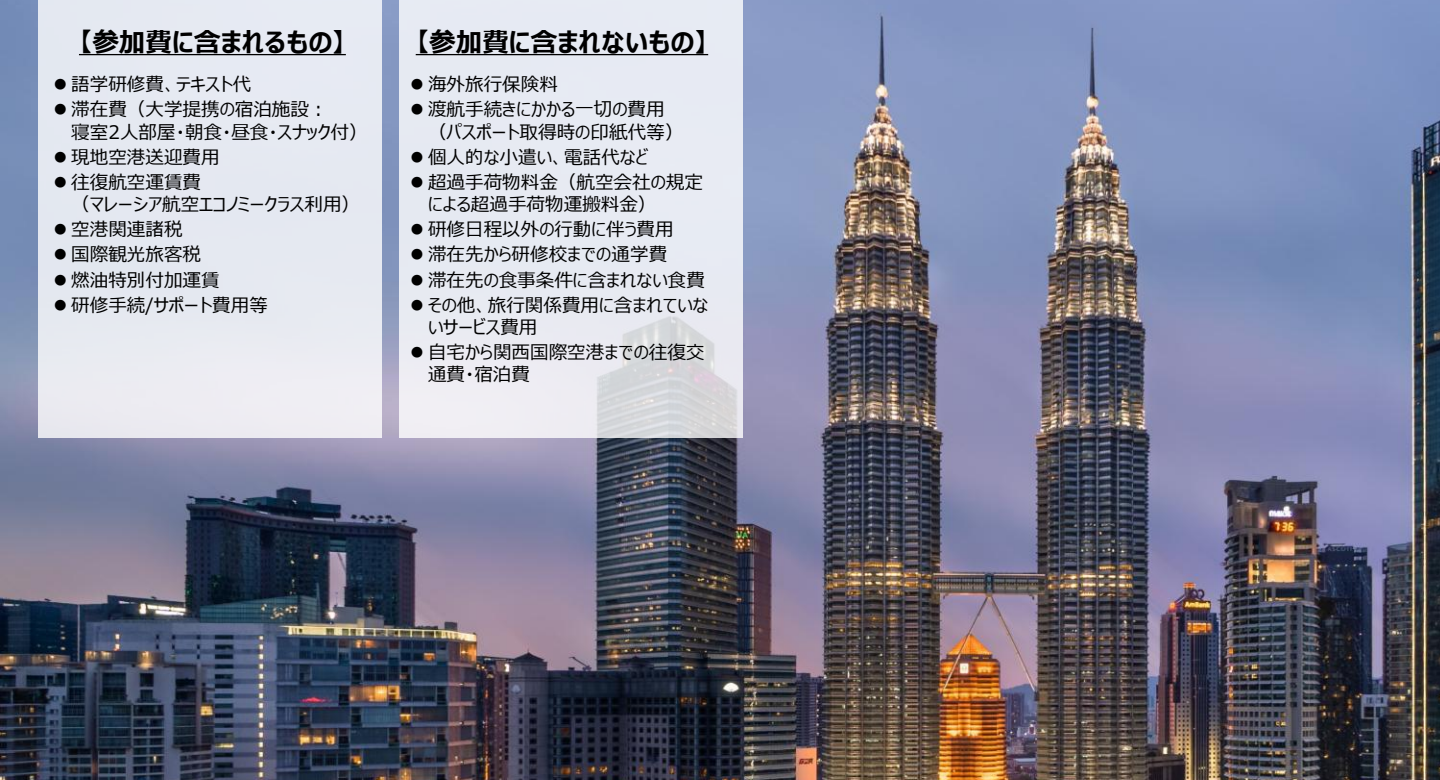 【参加費に含まれるもの】
●語学研修費、テキスト代
●滞在費（大学提携の宿泊施設：
寝室2人部屋・朝食・昼食・スナック付）
●現地空港送迎費用
●往復航空運賃費
（マレーシア航空エコノミークラス利用）
●空港関連諸税
●国際観光旅客税
●燃油特別付加運賃
●研修手続/サポート費用等
【参加費に含まれないもの】
●海外旅行保険料
●渡航手続きにかかる一切の費用
（パスポート取得時の印紙代等）
●個人的な小遣い、電話代など
●超過手荷物料金（航空会社の規定
による超過手荷物運搬料金）
●研修日程以外の行動に伴う費用
●滞在先から研修校までの通学費
●滞在先の食事条件に含まれない食費
●その他、旅行関係費用に含まれていな
いサービス費用
●自宅から関西国際空港までの往復交
通費・宿泊費
7:36
AmBank